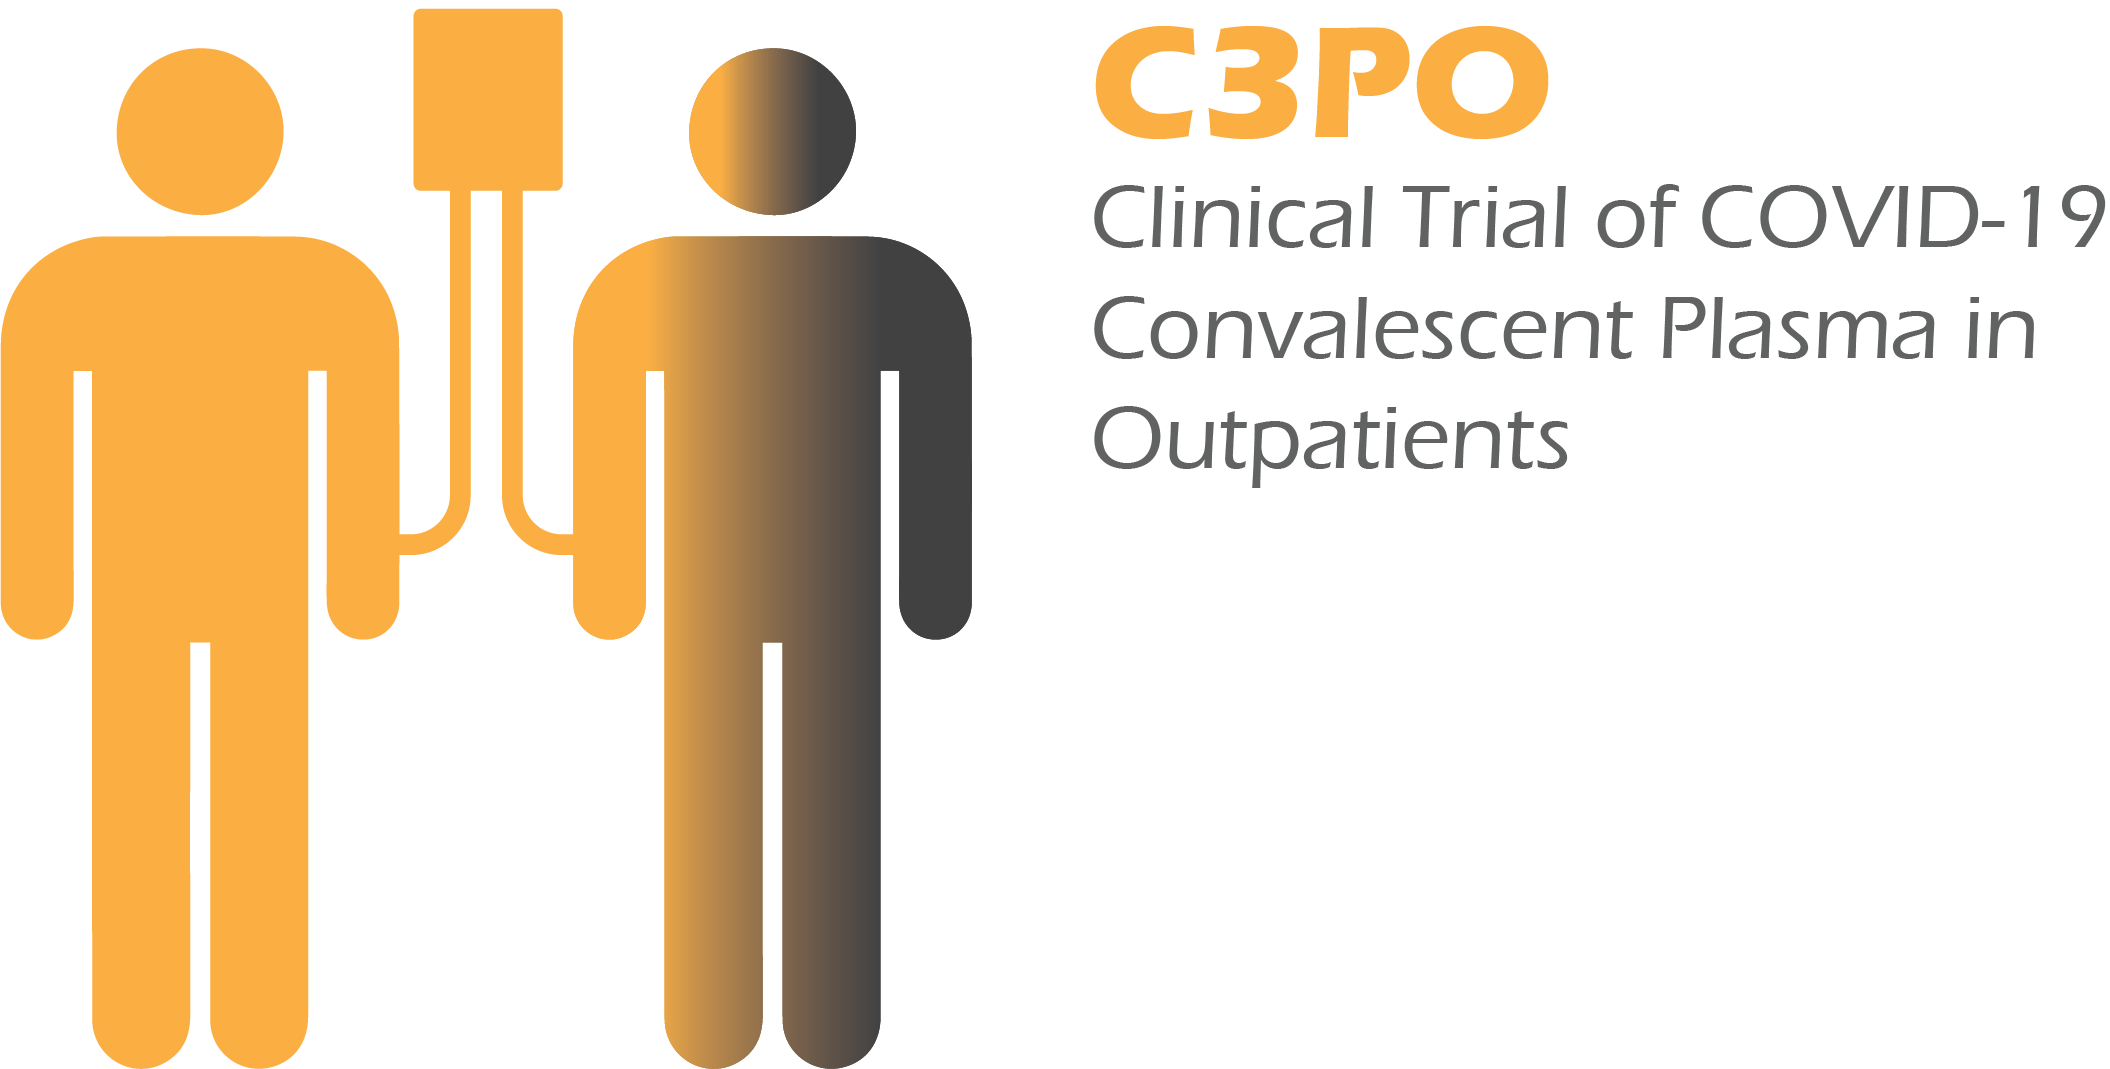 C3PO
Clinical Trial of COVID-19
Convalescent Plasma in
Outpatients